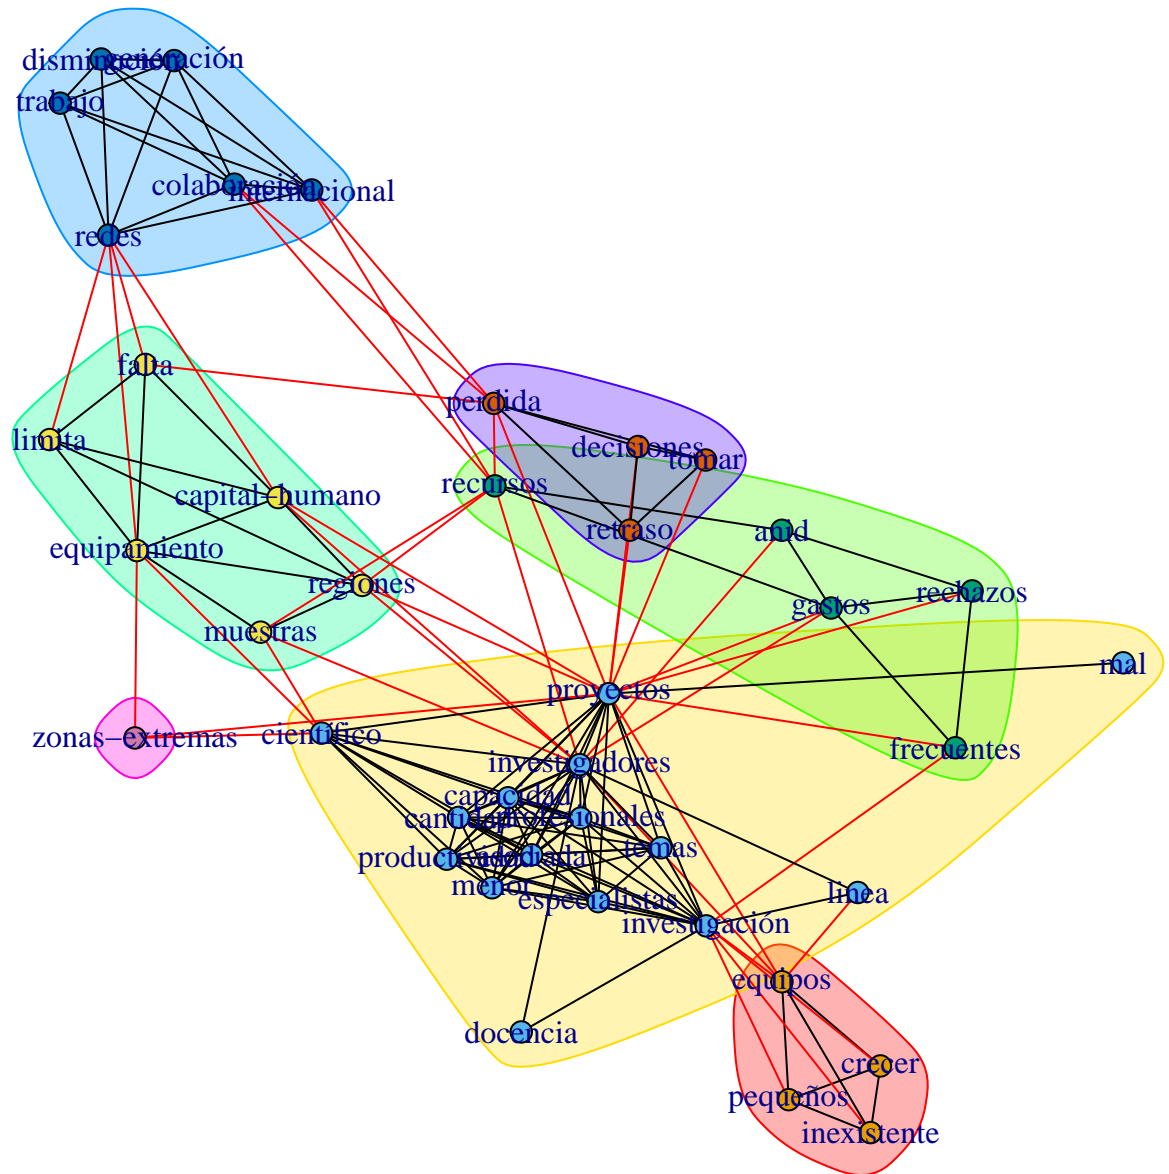 disminución
generación
trabajo
colaboración
internacional
redes
falta
perdida
limita
decisiones
tomar
recursos
capital−humano
retraso
anid
equipamiento
regiones
rechazos
gastos
muestras
mal
proyectos
zonas−extremas
científico
frecuentes
investigadores
capacidad
cantidad
profesionales
temas
productividad
menor
especialistas
linea
investigación
equipos
docencia
crecer
pequeños
inexistente